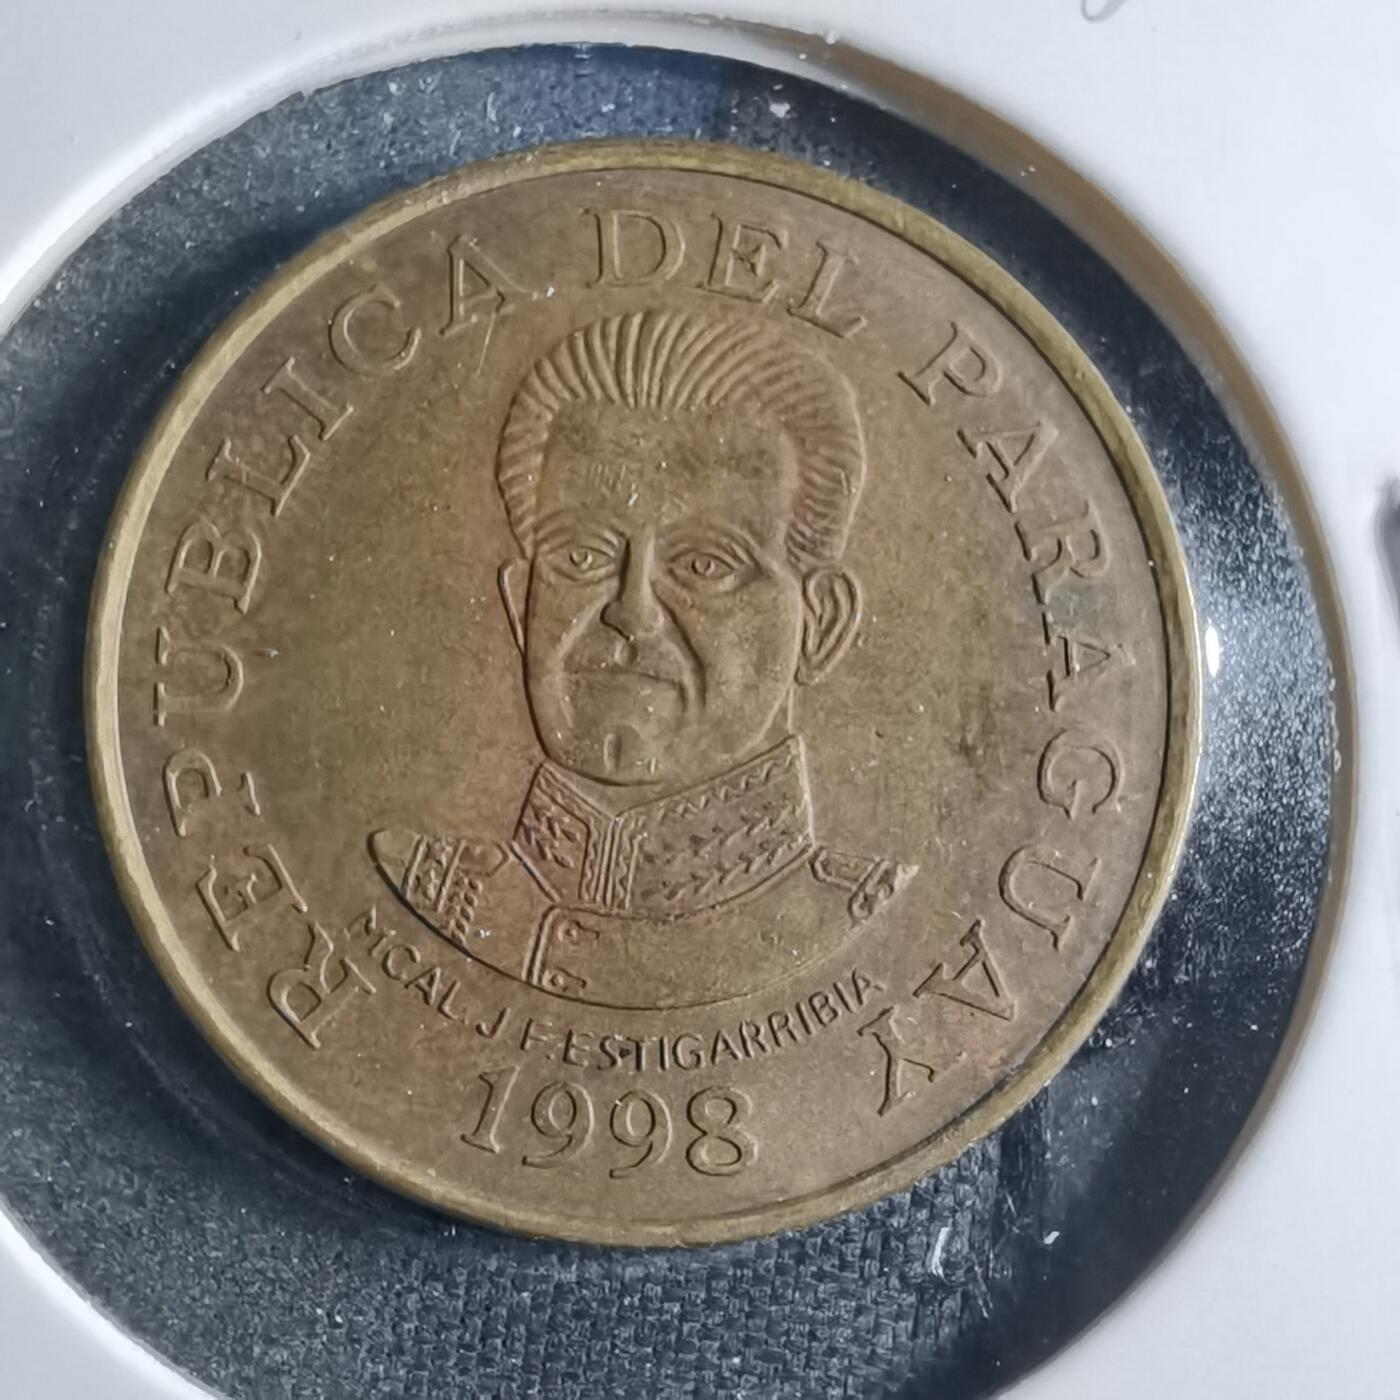 REPUBLICA DEL PARAGUAY
MCAL. J F. ESTIGARRIBIA
1998